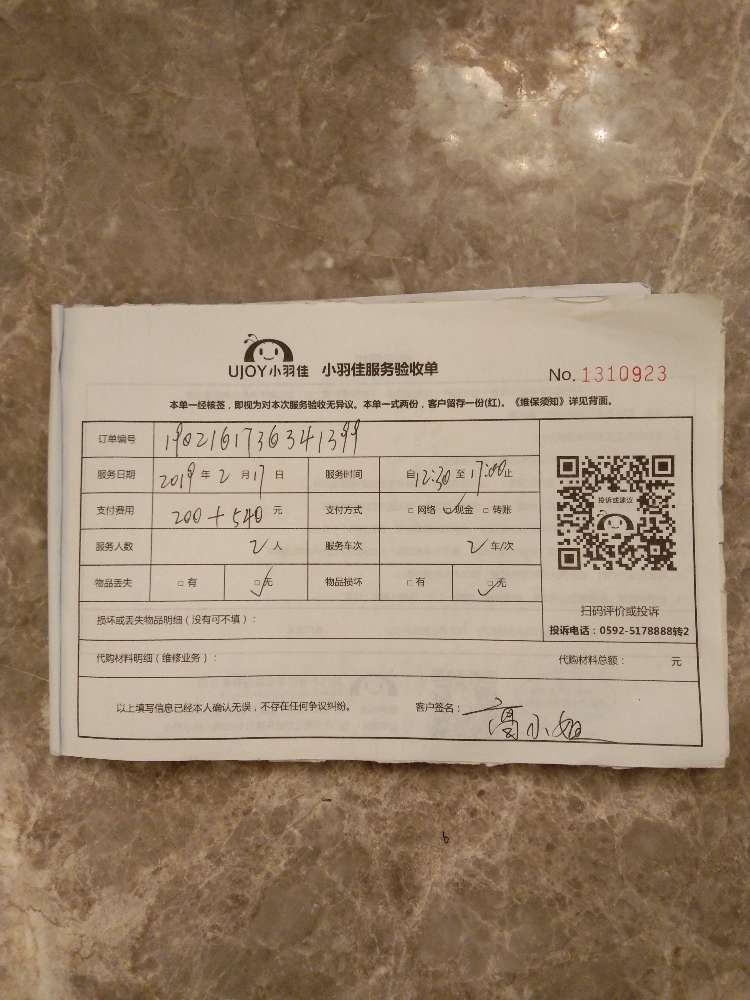 UJOY小羽佳 小羽佳服务验收单 No. 1310923
本单一经核签，即视为对本次服务验收无异议。本单一式两份，客户留存一份(红)。《维保须知》详见背面。
订单编号 1902161736341399
服务日期 2019年2月17日 服务时间 自12:30至17:00止
投诉或建议
支付费用 200+540元 支付方式 □网络 ☑现金 □转账
服务人数 2人 服务车次 2车/次
物品丢失 □有 ☑无 物品损坏 □有 ☑无
扫码评价或投诉
损坏或丢失物品明细（没有可不填）：
投诉电话：0592-5178888转2
代购材料明细（维修业务）： 代购材料总额： 元
以上填写信息已经本人确认无误，不存在任何争议纠纷。 客户签名： 小姐